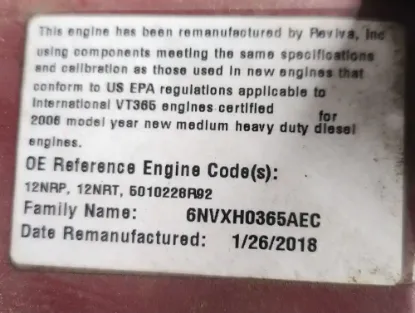 This engine has been remanufactured by Reviva, Inc
using components meeting the same specifications
and calibration as those used in new engines that
conform to US EPA regulations applicable to
International VT365 engines certified for
2006 model year new medium heavy duty diesel
engines.
OE Reference Engine Code(s):
12NRP, 12NRT, 5010228R92
Family Name: 6NVXH0365AEC
Date Remanufactured: 1/26/2018